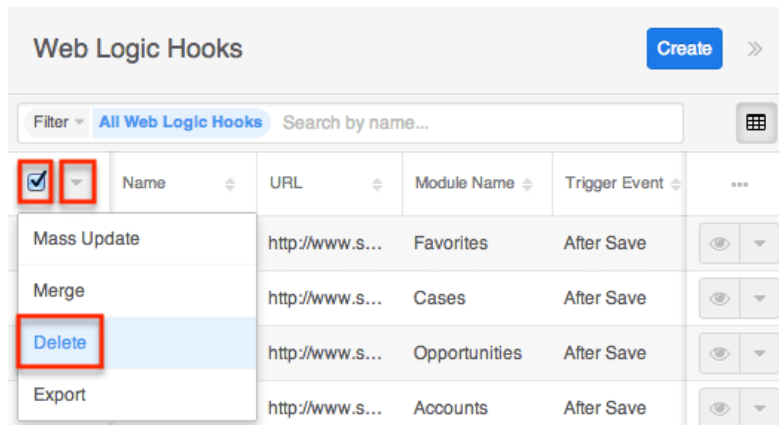 Web Logic Hooks
Create
Filter All Web Logic Hooks Search by name...
Name URL Module Name Trigger Event
Mass Update
http://www.s... Favorites After Save
Merge
http://www.s... Cases After Save
Delete
http://www.s... Opportunities After Save
Export
http://www.s... Accounts After Save